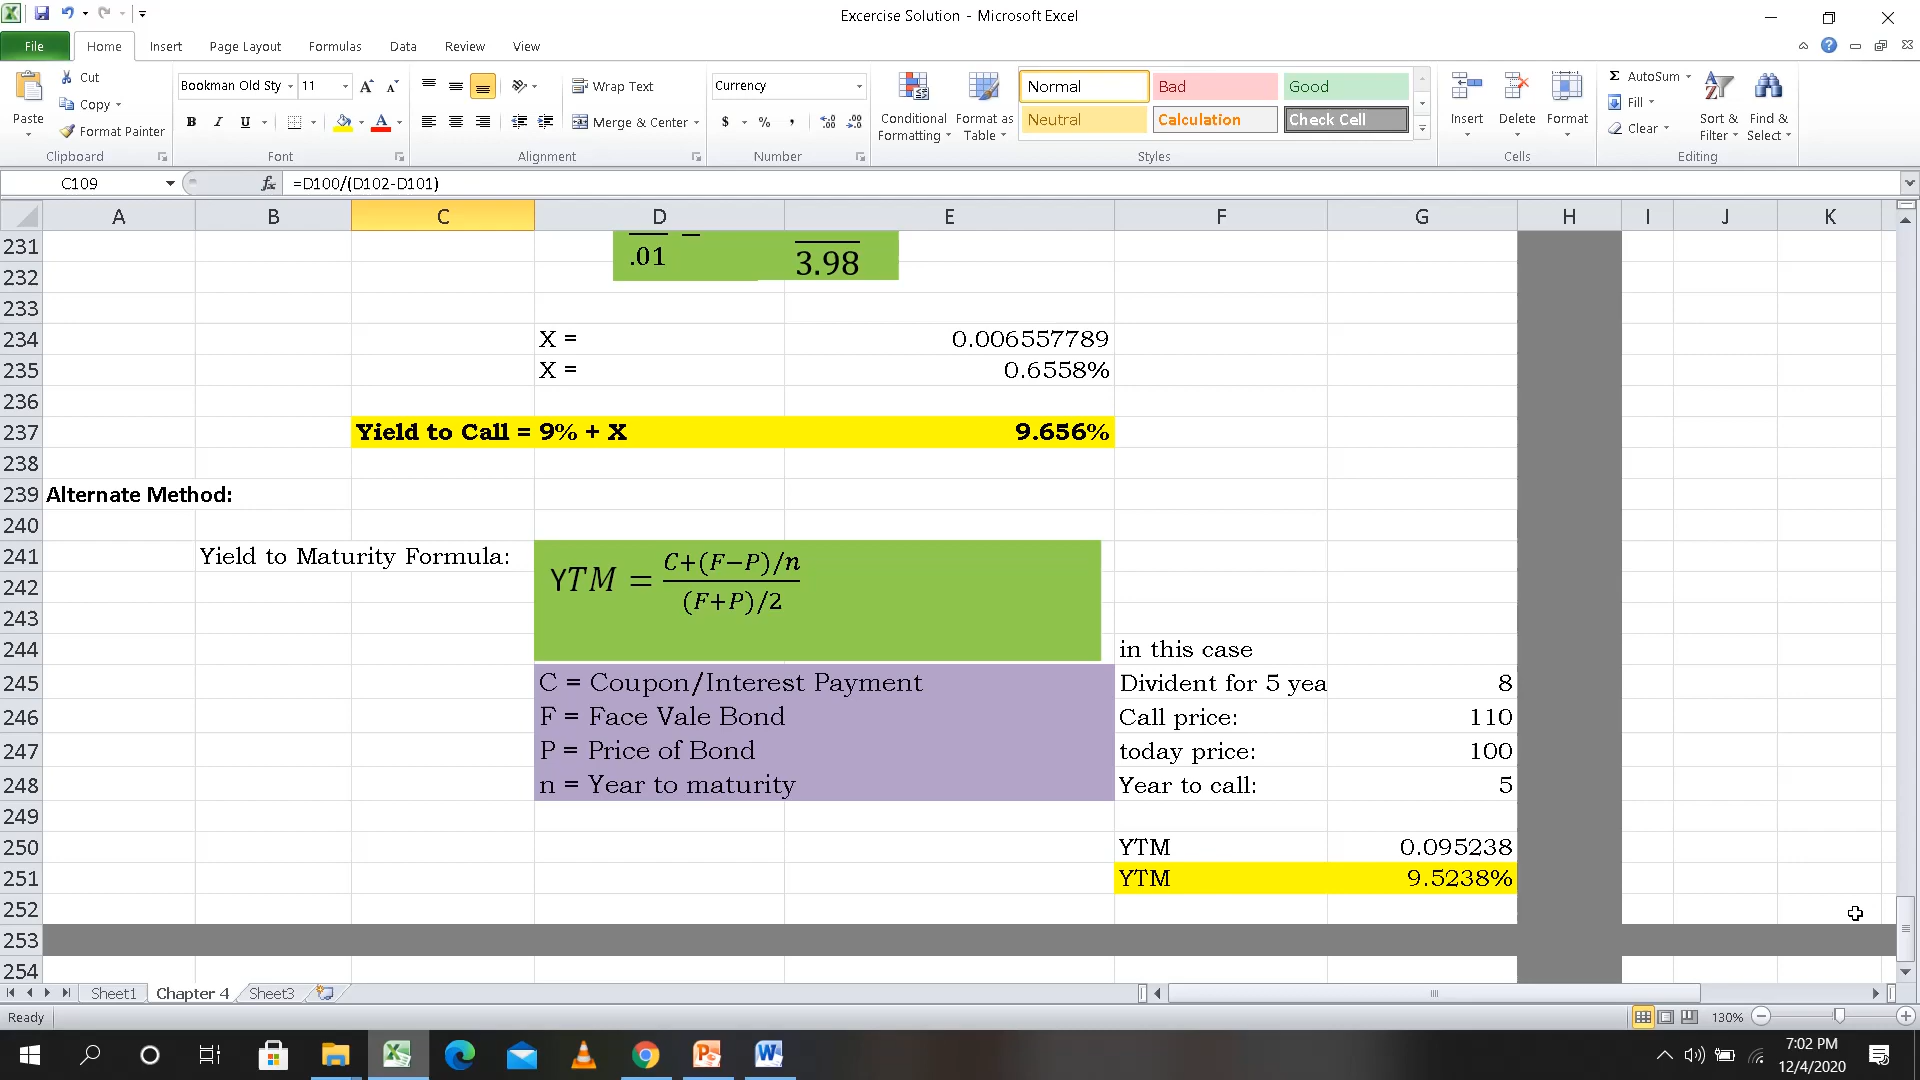 Excercise Solution - Microsoft Excel
File Home Insert Page Layout Formulas Data Review View
Paste
Cut
Copy
Format Painter
Clipboard
Bookman Old Sty 11
B I U
Font
Wrap Text
Merge & Center
Alignment
Currency
$ % ,
Number
Conditional Formatting
Format as Table
Normal Bad Good
Neutral Calculation Check Cell
Styles
Insert Delete Format
Cells
AutoSum
Fill
Clear
Sort & Filter
Find & Select
Editing
C109 fx =D100/(D102-D101)
A B C D E F G H I J K
231 .01
232 3.98
233
234 X = 0.006557789
235 X = 0.6558%
236
237 Yield to Call = 9% + X 9.656%
238
239 Alternate Method:
240
241 Yield to Maturity Formula: YTM = C+(F−P)/n
242 (F+P)/2
243
244 in this case
245 C = Coupon/Interest Payment Divident for 5 yea 8
246 F = Face Vale Bond Call price: 110
247 P = Price of Bond today price: 100
248 n = Year to maturity Year to call: 5
249
250 YTM 0.095238
251 YTM 9.5238%
252
253
254
Sheet1 Chapter 4 Sheet3
Ready 130%
7:02 PM
12/4/2020